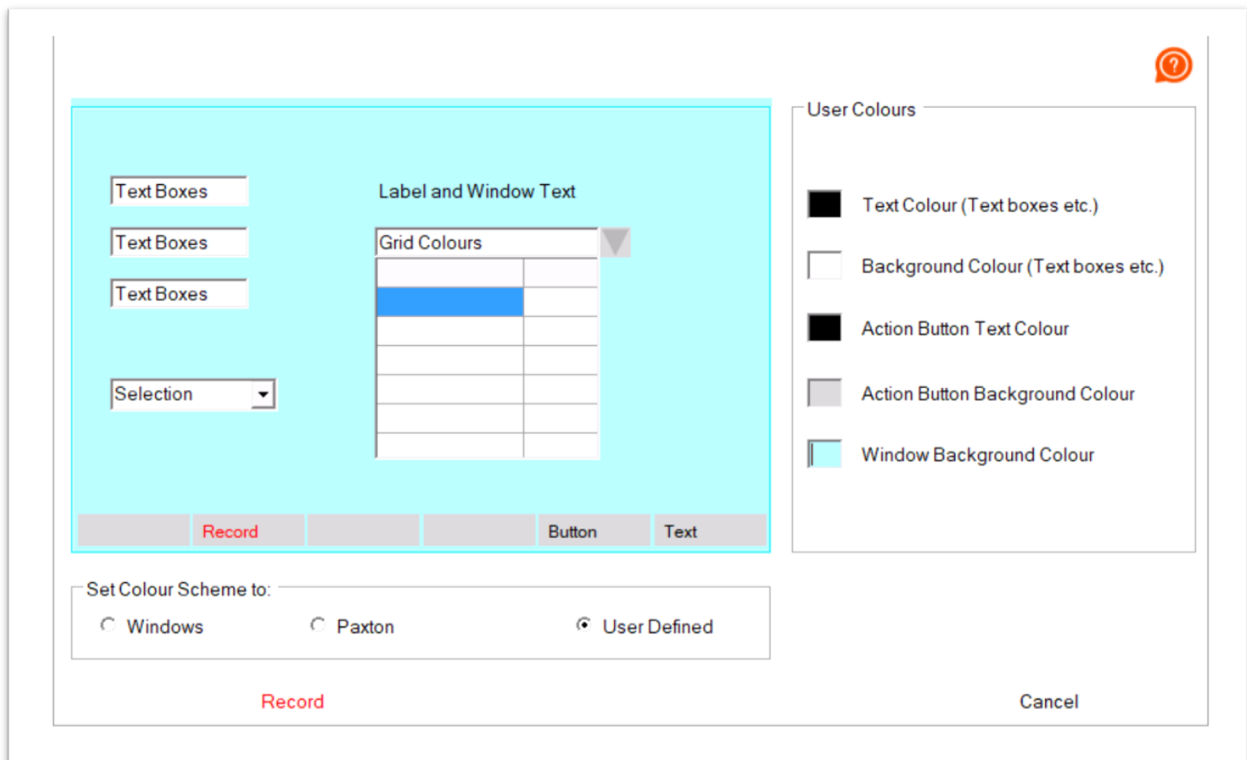 ?
User Colours
Text Boxes
Label and Window Text
Text Boxes
Grid Colours
Text Boxes
Selection
Record
Button
Text
Text Colour (Text boxes etc.)
Background Colour (Text boxes etc.)
Action Button Text Colour
Action Button Background Colour
Window Background Colour
Set Colour Scheme to:
Windows
Paxton
User Defined
Record
Cancel